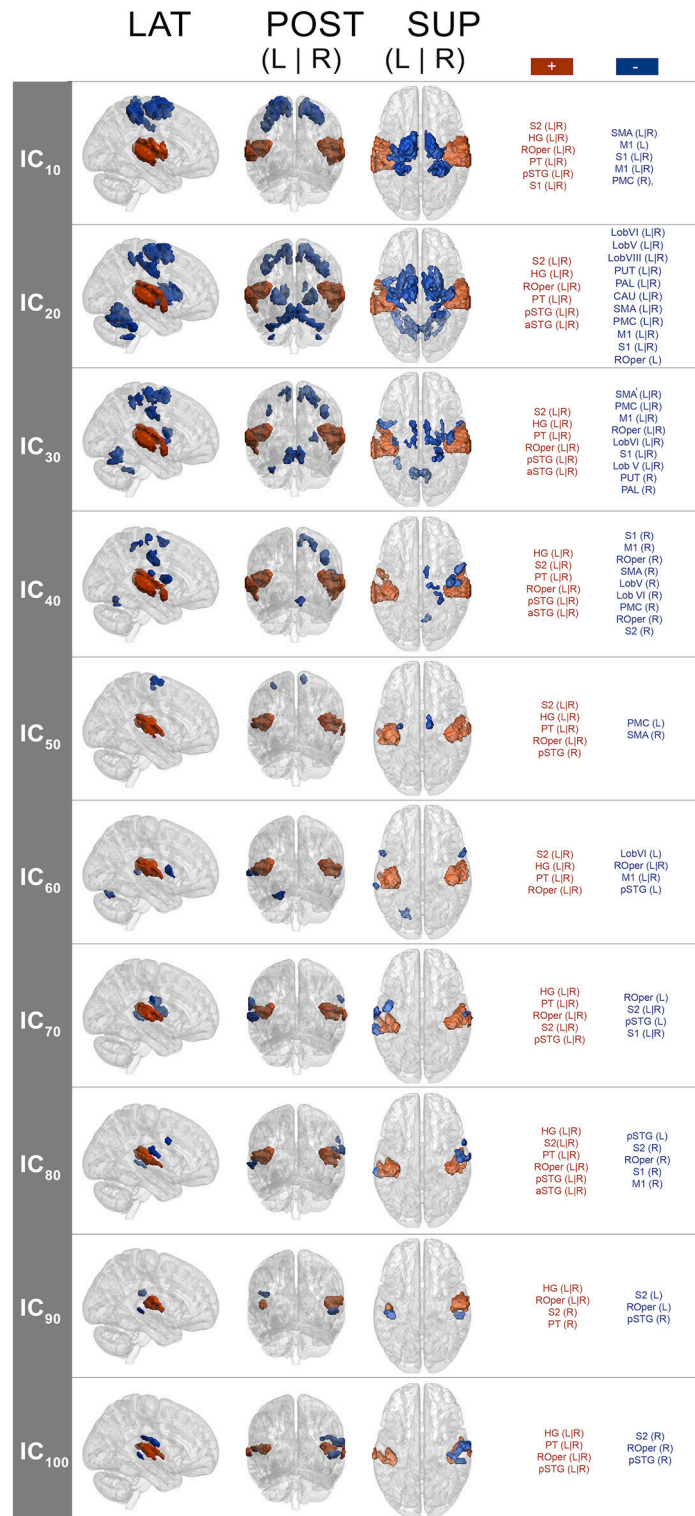 LAT POST SUP
(L | R) (L | R)
+ -
IC10
S2 (L|R)
HG (L|R)
ROper (L|R)
PT (L|R)
pSTG (L|R)
S1 (L|R)
SMA (L|R)
M1 (L)
S1 (L|R)
M1 (L|R)
PMC (R).
IC20
S2 (L|R)
HG (L|R)
ROper (L|R)
PT (L|R)
pSTG (L|R)
aSTG (L|R)
LobVI (L|R)
LobV (L|R)
LobVIII (L|R)
PUT (L|R)
PAL (L|R)
CAU (L|R)
SMA (L|R)
PMC (L|R)
M1 (L|R)
S1 (L|R)
ROper (L)
IC30
S2 (L|R)
HG (L|R)
PT (L|R)
ROper (L|R)
pSTG (L|R)
aSTG (L|R)
SMA' (L|R)
PMC (L|R)
M1 (L|R)
ROper (L|R)
LobVI (L|R)
S1 (L|R)
Lob V (L|R)
PUT (R)
PAL (R)
IC40
HG (L|R)
S2 (L|R)
PT (L|R)
ROper (L|R)
pSTG (L|R)
aSTG (L|R)
S1 (R)
M1 (R)
ROper (R)
SMA (R)
LobV (R)
Lob VI (R)
PMC (R)
ROper (R)
S2 (R)
IC50
S2 (L|R)
HG (L|R)
PT (L|R)
ROper (L|R)
pSTG (R)
PMC (L)
SMA (R)
IC60
S2 (L|R)
HG (L|R)
PT (L|R)
ROper (L|R)
LobVI (L)
ROper (L|R)
M1 (L|R)
pSTG (L)
IC70
HG (L|R)
PT (L|R)
ROper (L|R)
S2 (L|R)
pSTG (L|R)
ROper (L)
S2 (L|R)
pSTG (L)
S1 (L|R)
IC80
HG (L|R)
S2(L|R)
PT (L|R)
ROper (L|R)
pSTG (L|R)
aSTG (L|R)
pSTG (L)
S2 (R)
ROper (R)
S1 (R)
M1 (R)
IC90
HG (L|R)
ROper (L|R)
S2 (R)
PT (R)
S2 (L)
ROper (L)
pSTG (R)
IC100
HG (L|R)
PT (L|R)
ROper (L|R)
pSTG (L|R)
S2 (R)
ROper (R)
pSTG (R)